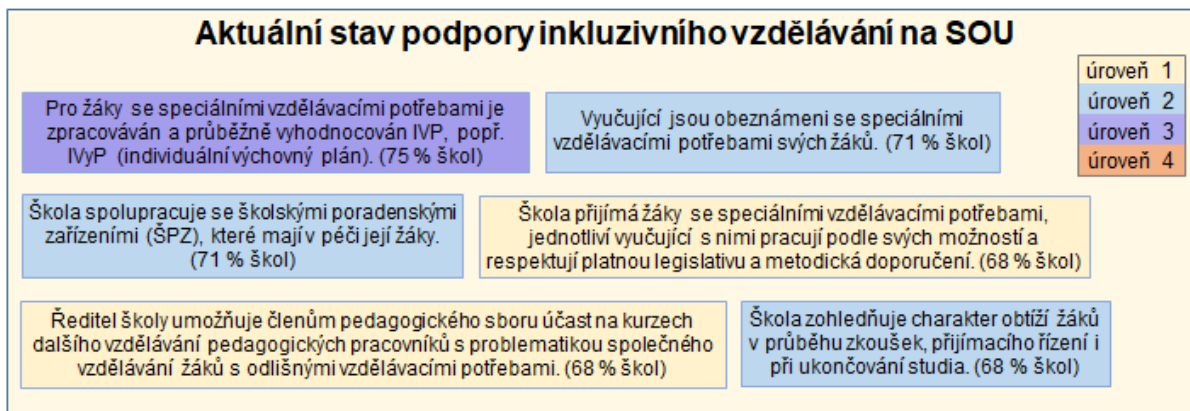 Aktuální stav podpory inkluzivního vzdělávání na SOU
úroveň 1
úroveň 2
úroveň 3
úroveň 4
Pro žáky se speciálními vzdělávacími potřebami je
zpracováván a průběžně vyhodnocován IVP, popř.
IVyP (individuální výchovný plán). (75 % škol)
Vyučující jsou obeznámeni se speciálními
vzdělávacími potřebami svých žáků. (71 % škol)
Škola spolupracuje se školskými poradenskými
zařízeními (ŠPZ), které mají v péči její žáky.
(71 % škol)
Škola přijímá žáky se speciálními vzdělávacími potřebami,
jednotliví vyučující s nimi pracují podle svých možností a
respektují platnou legislativu a metodická doporučení. (68 % škol)
Ředitel školy umožňuje členům pedagogického sboru účast na kurzech
dalšího vzdělávání pedagogických pracovníků s problematikou společného
vzdělávání žáků s odlišnými vzdělávacími potřebami. (68 % škol)
Škola zohledňuje charakter obtíží žáků
v průběhu zkoušek, přijímacího řízení i
při ukončování studia. (68 % škol)